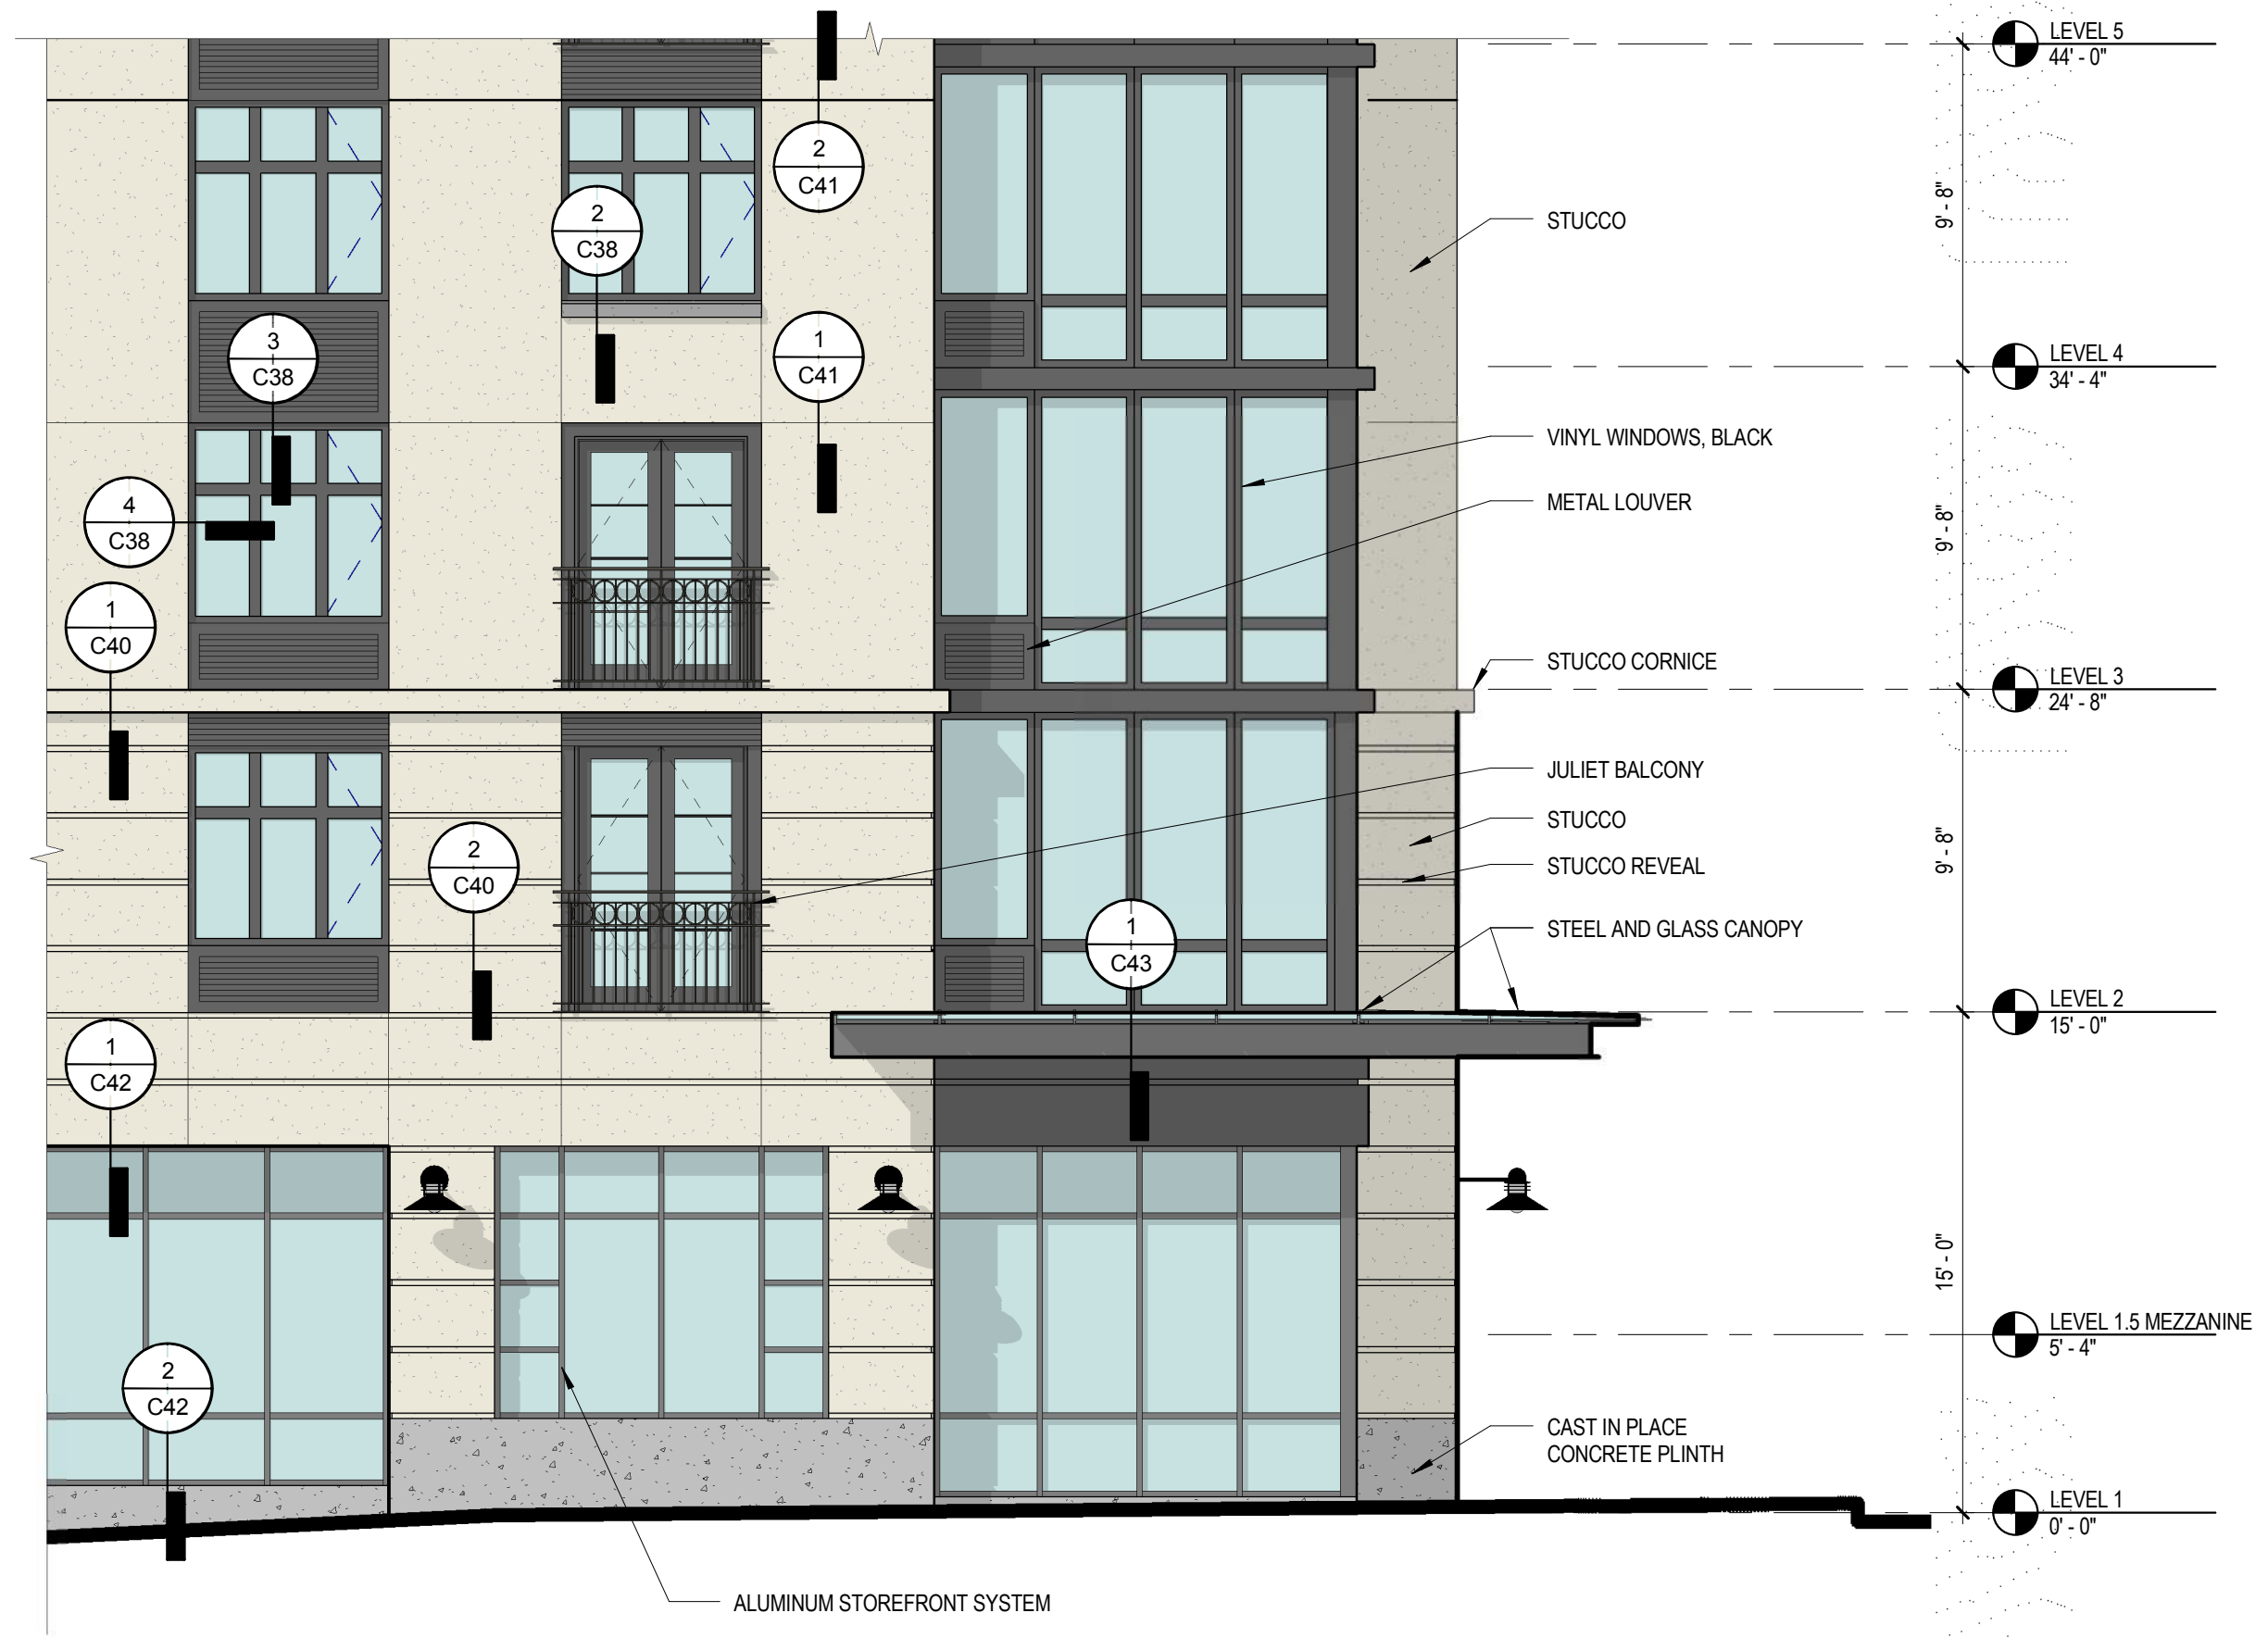 LEVEL 5
44' - 0"
2
C41
9' - 8"
STUCCO
2
C38
1
C41
3
C38
LEVEL 4
34' - 4"
VINYL WINDOWS, BLACK
METAL LOUVER
4
C38
9' - 8"
1
C40
STUCCO CORNICE
LEVEL 3
24' - 8"
JULIET BALCONY
STUCCO
9' - 8"
2
C40
STUCCO REVEAL
1
C43
STEEL AND GLASS CANOPY
LEVEL 2
15' - 0"
1
C42
15' - 0"
LEVEL 1.5 MEZZANINE
5' - 4"
2
C42
CAST IN PLACE
CONCRETE PLINTH
LEVEL 1
0' - 0"
ALUMINUM STOREFRONT SYSTEM